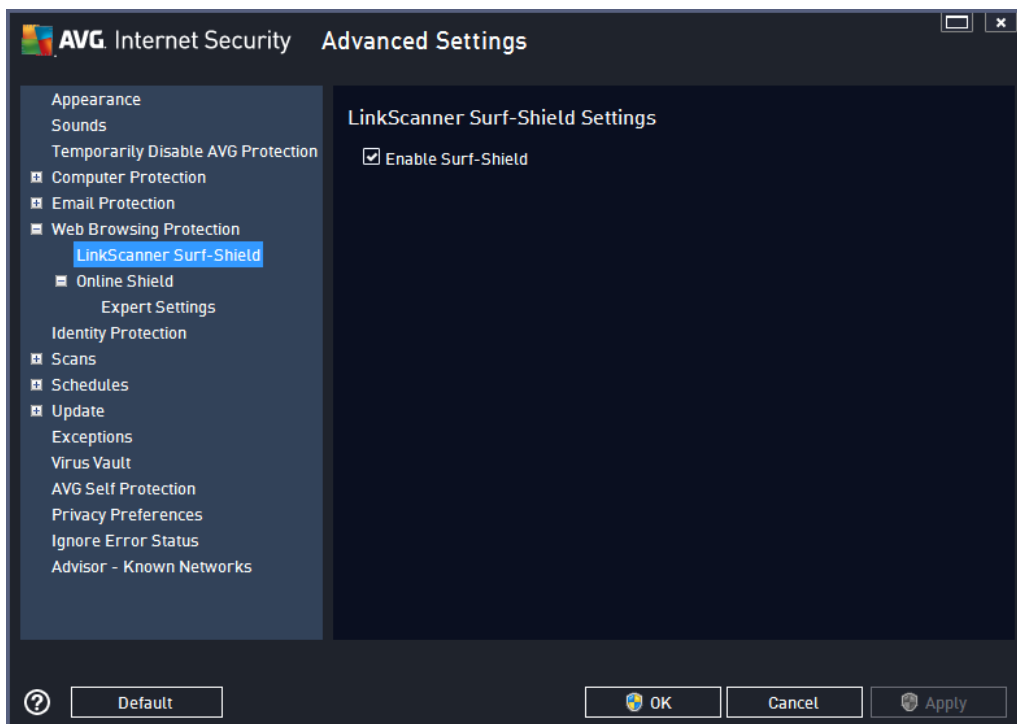 AVG. Internet Security
Advanced Settings
Appearance
Sounds
Temporarily Disable AVG Protection
Computer Protection
Email Protection
Web Browsing Protection
LinkScanner Surf-Shield
Online Shield
Expert Settings
Identity Protection
Scans
Schedules
Update
Exceptions
Virus Vault
AVG Self Protection
Privacy Preferences
Ignore Error Status
Advisor - Known Networks
LinkScanner Surf-Shield Settings
Enable Surf-Shield
? Default OK Cancel Apply